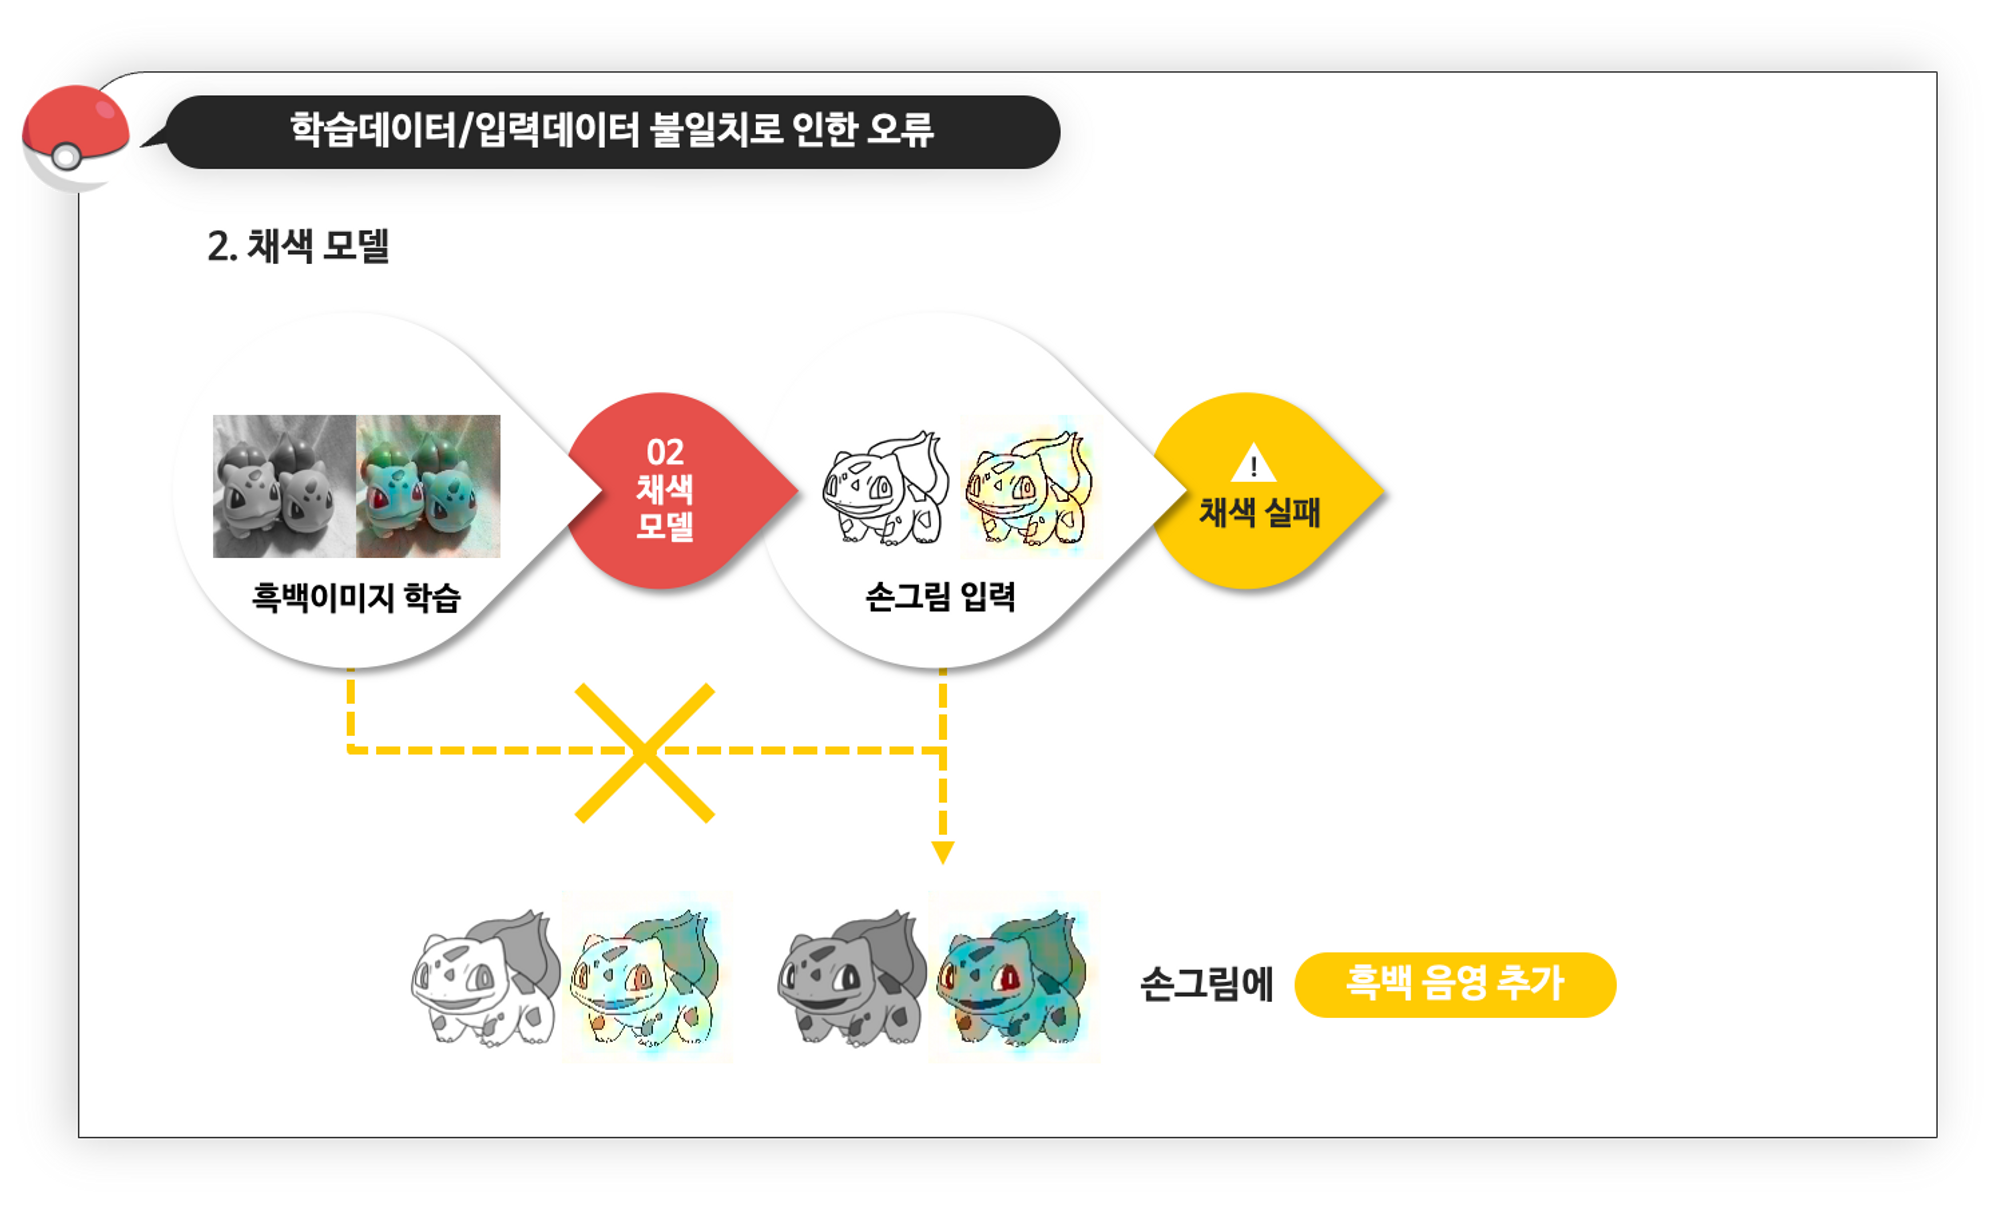 학습데이터/입력데이터 불일치로 인한 오류
2. 채색 모델
흑백이미지 학습
02
채색
모델
손그림 입력
!
채색 실패
손그림에 흑백 음영 추가